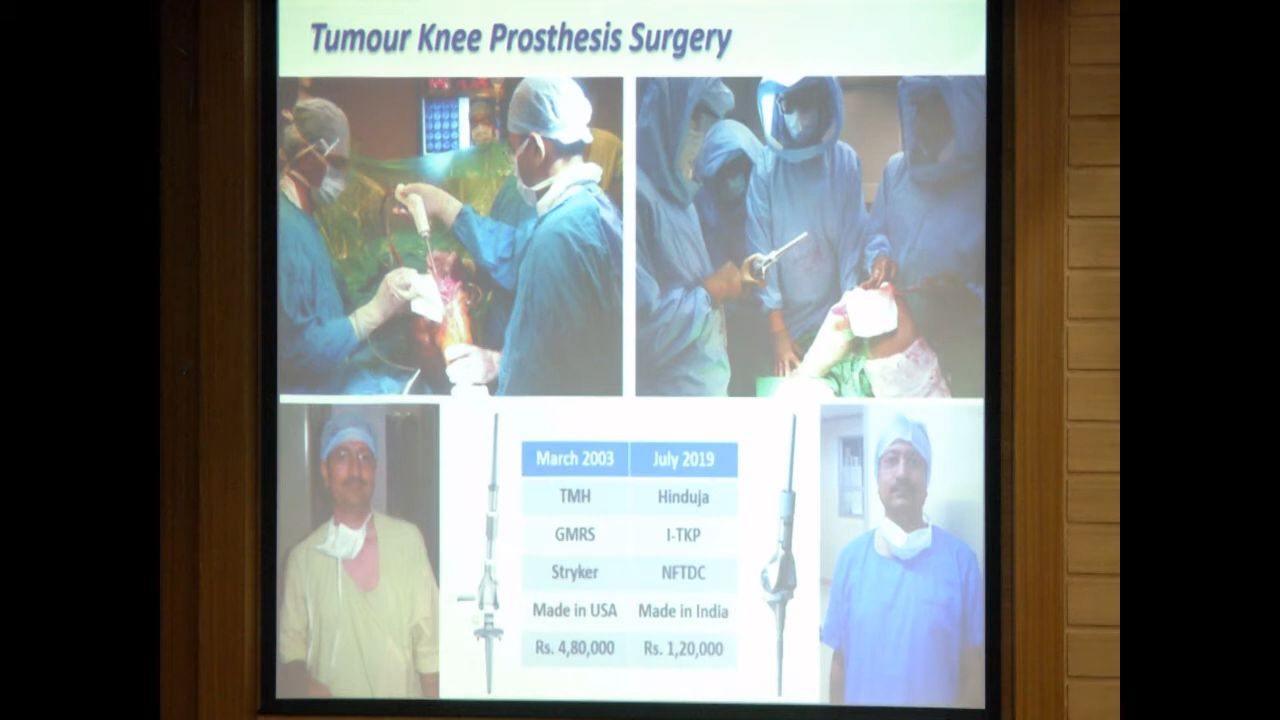 Tumour Knee Prosthesis Surgery
March 2003 July 2019
TMH Hinduja
GMRS I-TKP
Stryker NFTDC
Made in USA Made in India
Rs. 4,80,000 Rs. 1,20,000